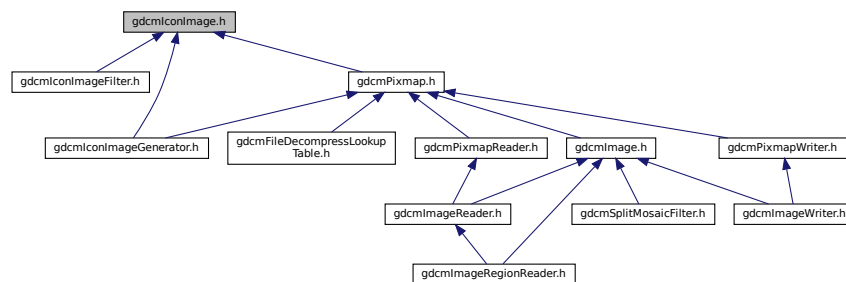 gdcmIconImage.h
gdcmIconImageFilter.h
gdcmPixmap.h
gdcmIconImageGenerator.h
gdcmFileDecompressLookup
Table.h
gdcmPixmapReader.h
gdcmImage.h
gdcmPixmapWriter.h
gdcmImageReader.h
gdcmSplitMosaicFilter.h
gdcmImageWriter.h
gdcmImageRegionReader.h